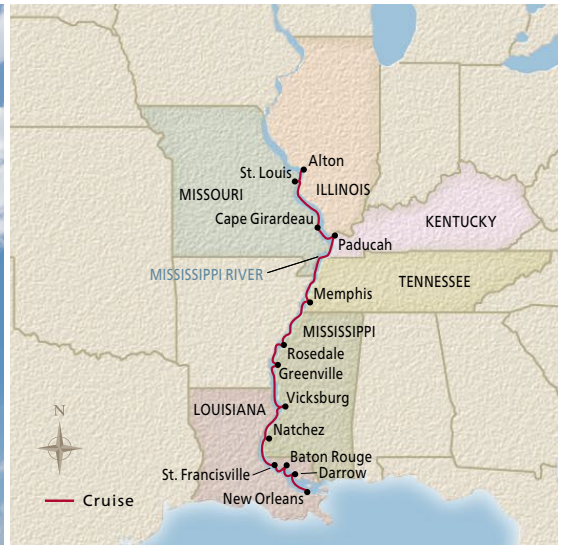 Alton
St. Louis
MISSOURI
ILLINOIS
Cape Girardeau
KENTUCKY
Paducah
MISSISSIPPI RIVER
TENNESSEE
Memphis
MISSISSIPPI
Rosedale
Greenville
LOUISIANA
Vicksburg
N
Natchez
Baton Rouge
St. Francisville
Darrow
New Orleans
Cruise